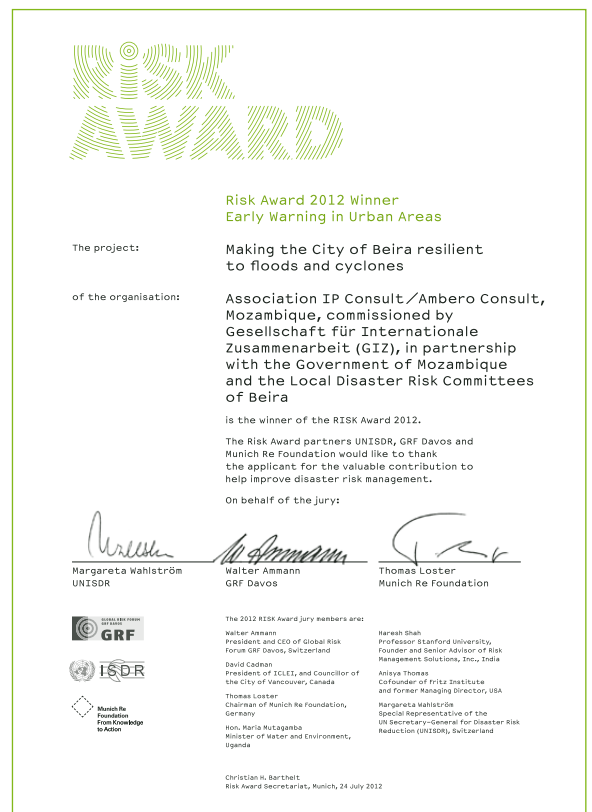 RiSK
AWARD
Risk Award 2012 Winner
Early Warning in Urban Areas
The project:
Making the City of Beira resilient
to floods and cyclones
of the organisation:
Association IP Consult/Ambero Consult,
Mozambique, commissioned by
Gesellschaft für Internationale
Zusammenarbeit (GIZ), in partnership
with the Government of Mozambique
and the Local Disaster Risk Committees
of Beira
is the winner of the RISK Award 2012.
The Risk Award partners UNISDR, GRF Davos and
Munich Re Foundation would like to thank
the applicant for the valuable contribution to
help improve disaster risk management.
On behalf of the jury:
W Ammann
Margareta Wahlström
UNISDR
Walter Ammann
GRF Davos
Thomas Loster
Munich Re Foundation
GLOBAL RISK FORUM
GRF DAVOS
GRF
UN
ISDR
Munich Re
Foundation
From Knowledge
to Action
The 2012 RISK Award jury members are:
Walter Ammann
President and CEO of Global Risk
Forum GRF Davos, Switzerland
David Cadman
President of ICLEI, and Councillor of
the City of Vancouver, Canada
Thomas Loster
Chairman of Munich Re Foundation,
Germany
Hon. Maria Mutagamba
Minister of Water and Environment,
Uganda
Haresh Shah
Professor Stanford University,
Founder and Senior Advisor of Risk
Management Solutions, Inc., India
Anisya Thomas
Cofounder of Fritz Institute
and former Managing Director, USA
Margareta Wahlström
Special Representative of the
UN Secretary-General for Disaster Risk
Reduction (UNISDR), Switzerland
Christian H. Barthelt
Risk Award Secretariat, Munich, 24 July 2012